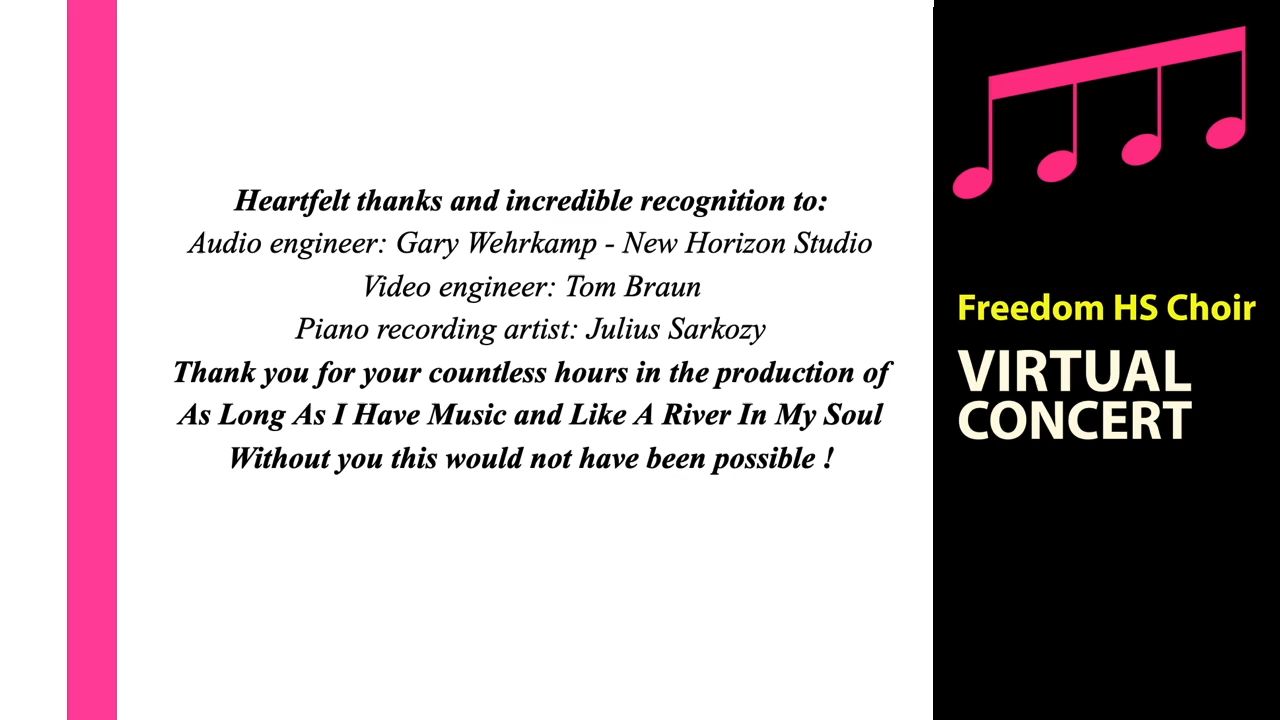 Heartfelt thanks and incredible recognition to:
Audio engineer: Gary Wehrkamp - New Horizon Studio
Video engineer: Tom Braun
Piano recording artist: Julius Sarkozy
Thank you for your countless hours in the production of
As Long As I Have Music and Like A River In My Soul
Without you this would not have been possible !
Freedom HS Choir
VIRTUAL
CONCERT